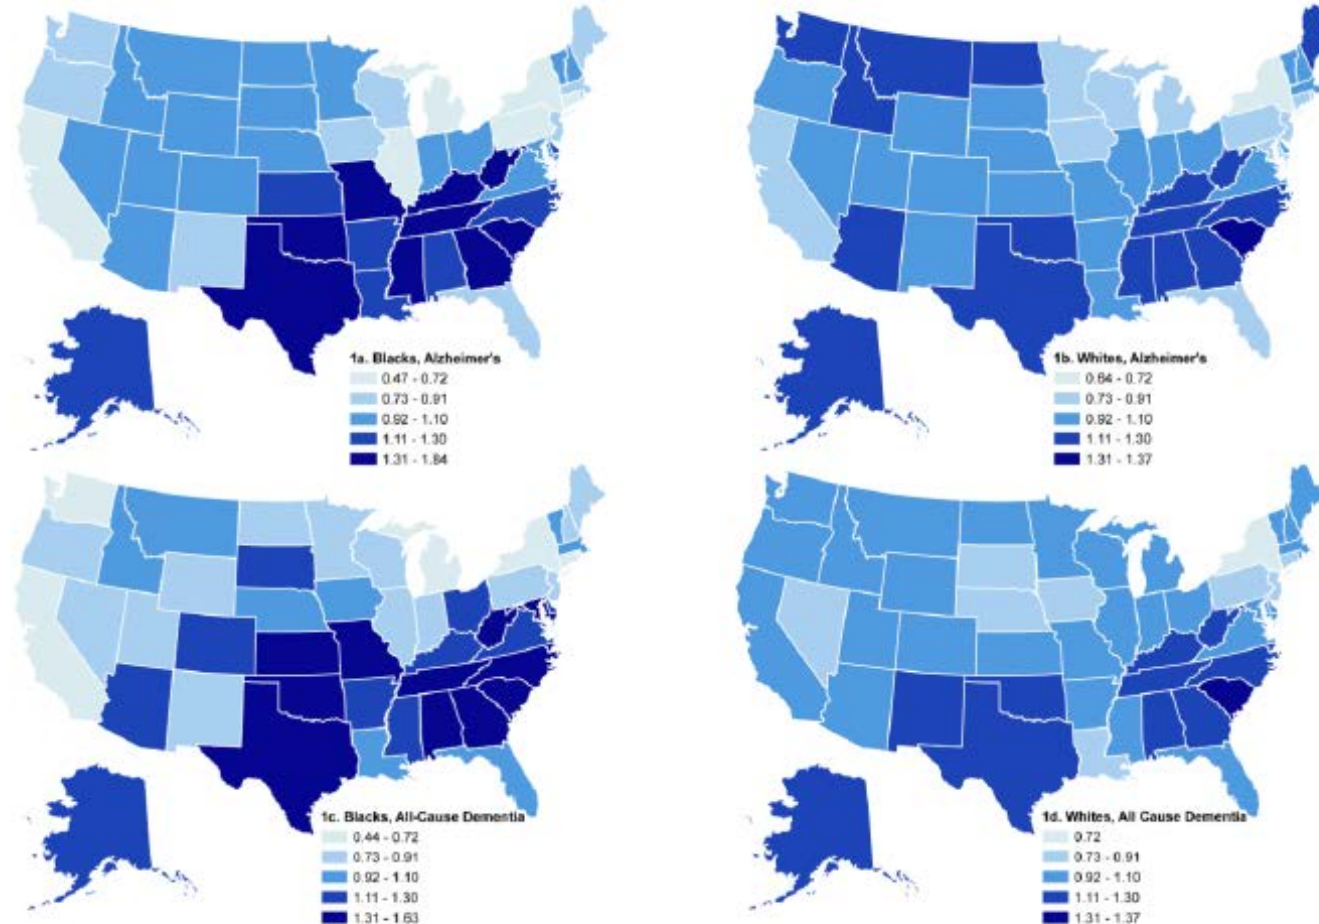 1a. Blacks, Alzheimer's
0.47 - 0.72
0.73 - 0.91
0.92 - 1.10
1.11 - 1.30
1.31 - 1.84
1b. Whites, Alzheimer's
0.64 - 0.72
0.73 - 0.91
0.92 - 1.10
1.11 - 1.30
1.31 - 1.37
1c. Blacks, All-Cause Dementia
0.44 - 0.72
0.73 - 0.91
0.92 - 1.10
1.11 - 1.30
1.31 - 1.63
1d. Whites, All Cause Dementia
0.72
0.73 - 0.91
0.92 - 1.10
1.11 - 1.30
1.31 - 1.37